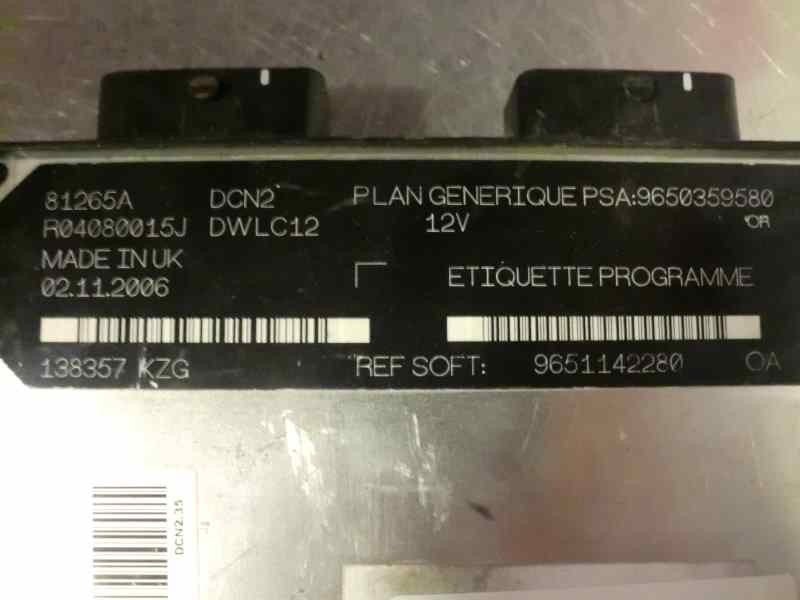 81265A DCN2 PLAN GENERIQUE PSA:9650359580
R04080015J DWLC12 12V OR
MADE IN UK
02.11.2006 ETIQUETTE PROGRAMME
138357 KZG REF SOFT: 9651142280 OA
DCN2.35